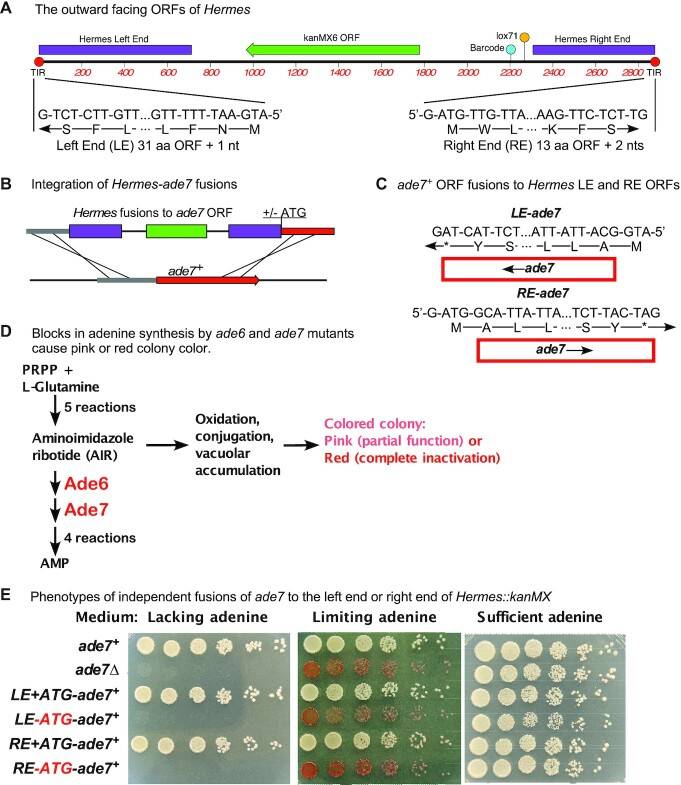 A The outward facing ORFs of Hermes
Hermes Left End
kanMX6 ORF
lox71
Barcode
Hermes Right End
TIR 200 400 600 800 1000 1200 1400 1600 1800 2000 2200 2400 2600 2800 TIR
G-TCT-CTT-GTT...GTT-TTT-TAA-GTA-5'
S F L - ... - L F N M
Left End (LE) 31 aa ORF + 1 nt
5'-G-ATG-TTG-TTA...AAG-TTC-TCT-TG
M W L - ... - K F S
Right End (RE) 13 aa ORF + 2 nts
B Integration of Hermes-ade7 fusions
Hermes fusions to ade7 ORF
+/- ATG
ade7+
C ade7+ ORF fusions to Hermes LE and RE ORFs
LE-ade7
GAT-CAT-TCT...ATT-ATT-ACG-GTA-5'
* Y S ... L L A M
ade7
RE-ade7
5'-G-ATG-GCA-TTA-TTA...TCT-TAC-TAG
M A L L - ... - S Y *
ade7
D Blocks in adenine synthesis by ade6 and ade7 mutants
cause pink or red colony color.
PRPP +
L-Glutamine
5 reactions
Aminoimidazole
ribotide (AIR)
Oxidation,
conjugation,
vacuolar
accumulation
Colored colony:
Pink (partial function) or
Red (complete inactivation)
Ade6
Ade7
4 reactions
AMP
E Phenotypes of independent fusions of ade7 to the left end or right end of Hermes::kanMX
Medium: Lacking adenine Limiting adenine Sufficient adenine
ade7+
ade7Δ
LE+ATG-ade7+
LE-ATG-ade7+
RE+ATG-ade7+
RE-ATG-ade7+